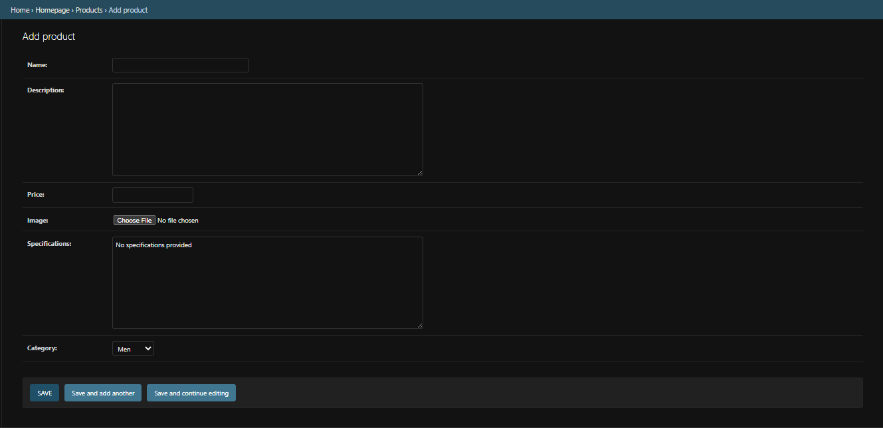 Home › Homepage › Products › Add product
Add product
Name:
Description:
Price:
Image: Choose File No file chosen
Specifications: No specifications provided
Category: Men
SAVE Save and add another Save and continue editing